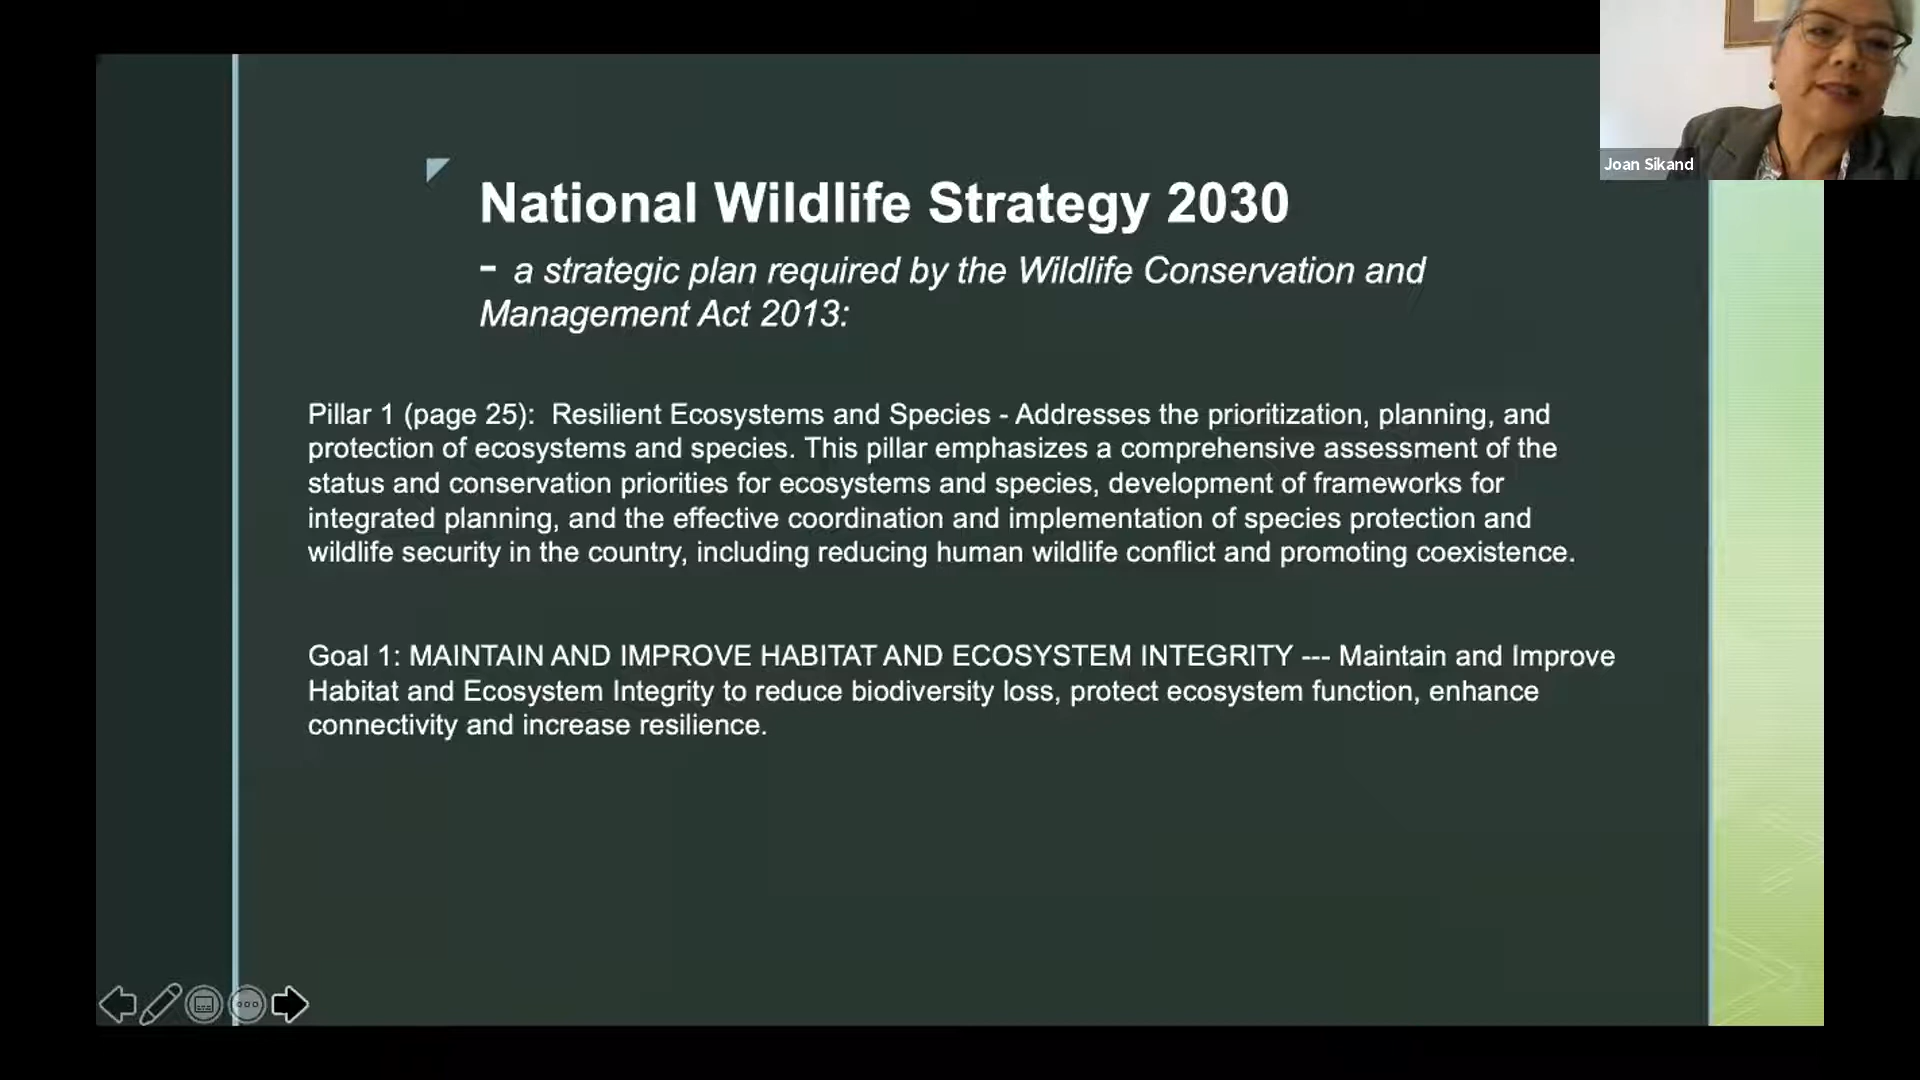 Joan Sikand
National Wildlife Strategy 2030
- a strategic plan required by the Wildlife Conservation and
Management Act 2013:
Pillar 1 (page 25):  Resilient Ecosystems and Species - Addresses the prioritization, planning, and
protection of ecosystems and species. This pillar emphasizes a comprehensive assessment of the
status and conservation priorities for ecosystems and species, development of frameworks for
integrated planning, and the effective coordination and implementation of species protection and
wildlife security in the country, including reducing human wildlife conflict and promoting coexistence.
Goal 1: MAINTAIN AND IMPROVE HABITAT AND ECOSYSTEM INTEGRITY --- Maintain and Improve
Habitat and Ecosystem Integrity to reduce biodiversity loss, protect ecosystem function, enhance
connectivity and increase resilience.